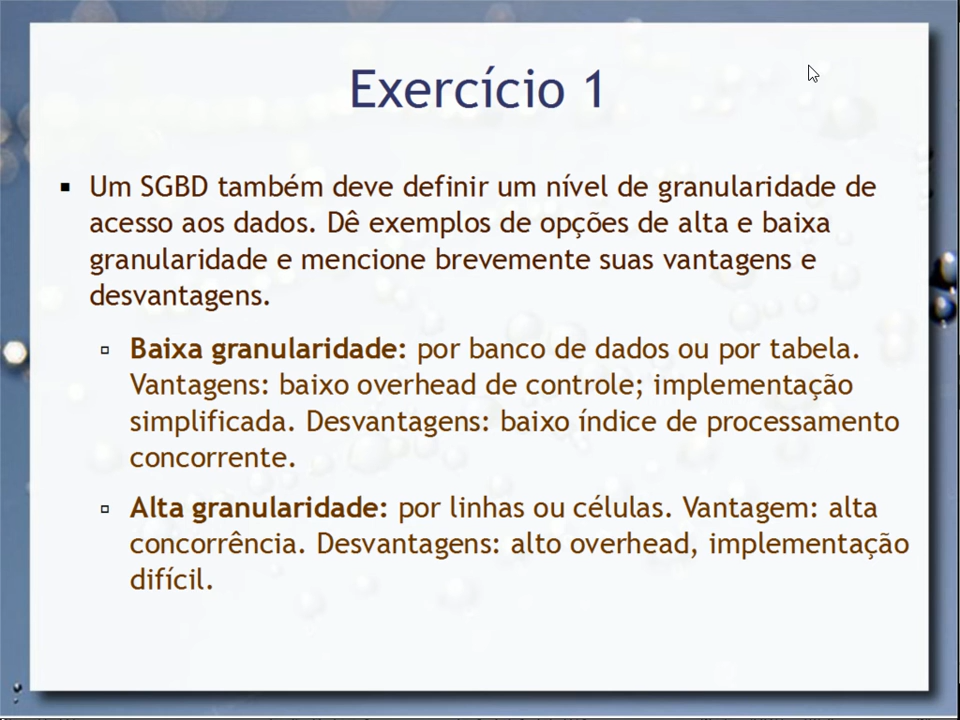 Exercício 1
Um SGBD também deve definir um nível de granularidade de
acesso aos dados. Dê exemplos de opções de alta e baixa
granularidade e mencione brevemente suas vantagens e
desvantagens.
Baixa granularidade: por banco de dados ou por tabela.
Vantagens: baixo overhead de controle; implementação
simplificada. Desvantagens: baixo índice de processamento
concorrente.
Alta granularidade: por linhas ou células. Vantagem: alta
concorrência. Desvantagens: alto overhead, implementação
difícil.